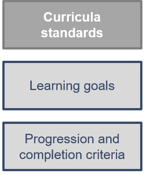 Curricula
standards
Learning goals
Progression and
completion criteria